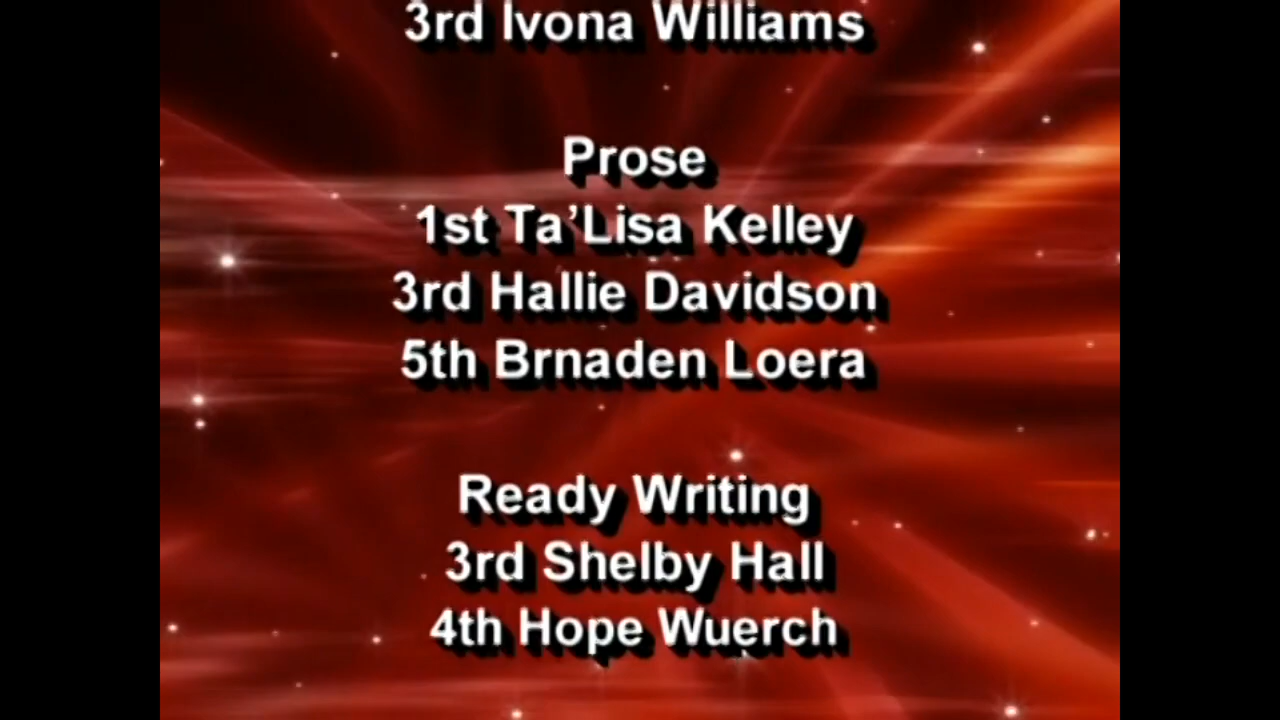 3rd Ivona Williams
Prose
1st Ta’Lisa Kelley
3rd Hallie Davidson
5th Brnaden Loera
Ready Writing
3rd Shelby Hall
4th Hope Wuerch